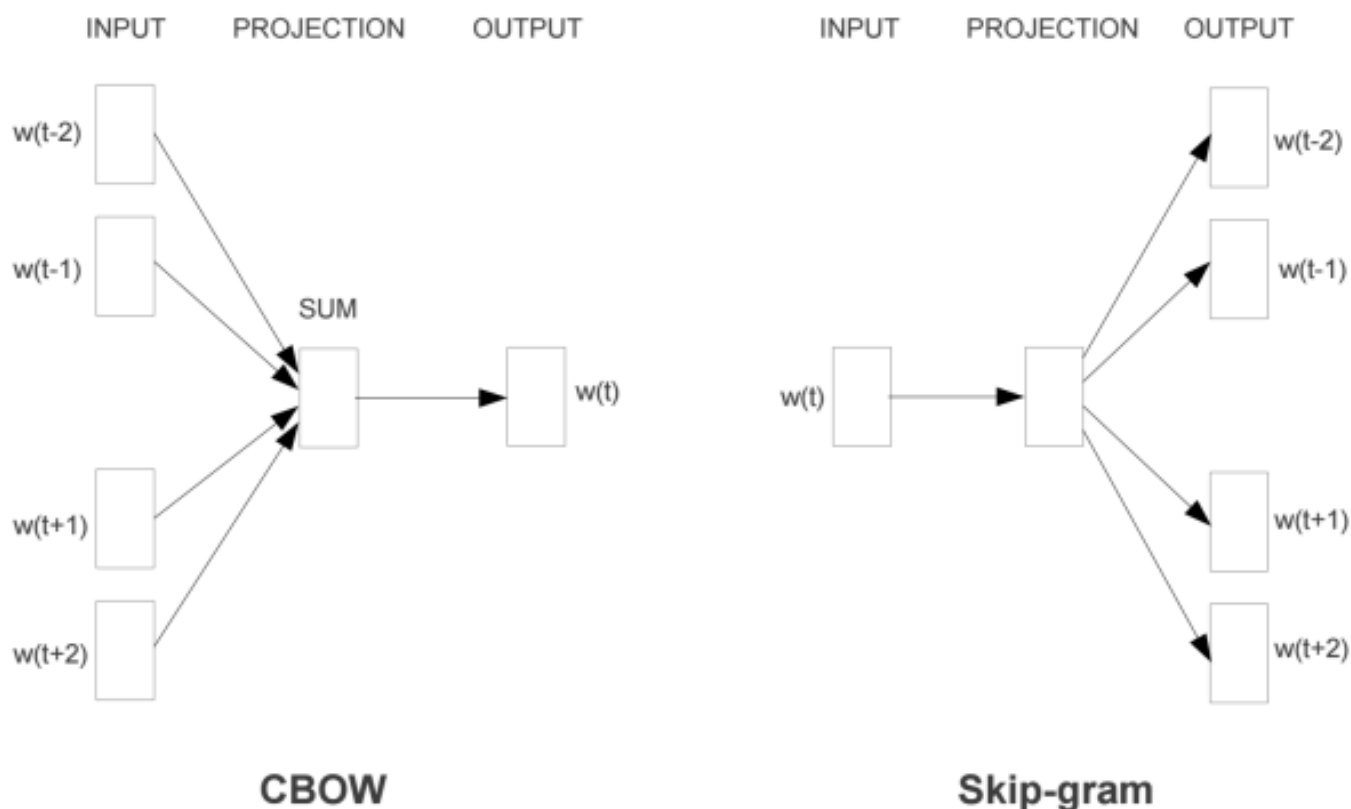 INPUT PROJECTION OUTPUT
w(t-2)
w(t-1)
SUM
w(t)
w(t+1)
w(t+2)
CBOW
INPUT PROJECTION OUTPUT
w(t-2)
w(t-1)
w(t)
w(t+1)
w(t+2)
Skip-gram